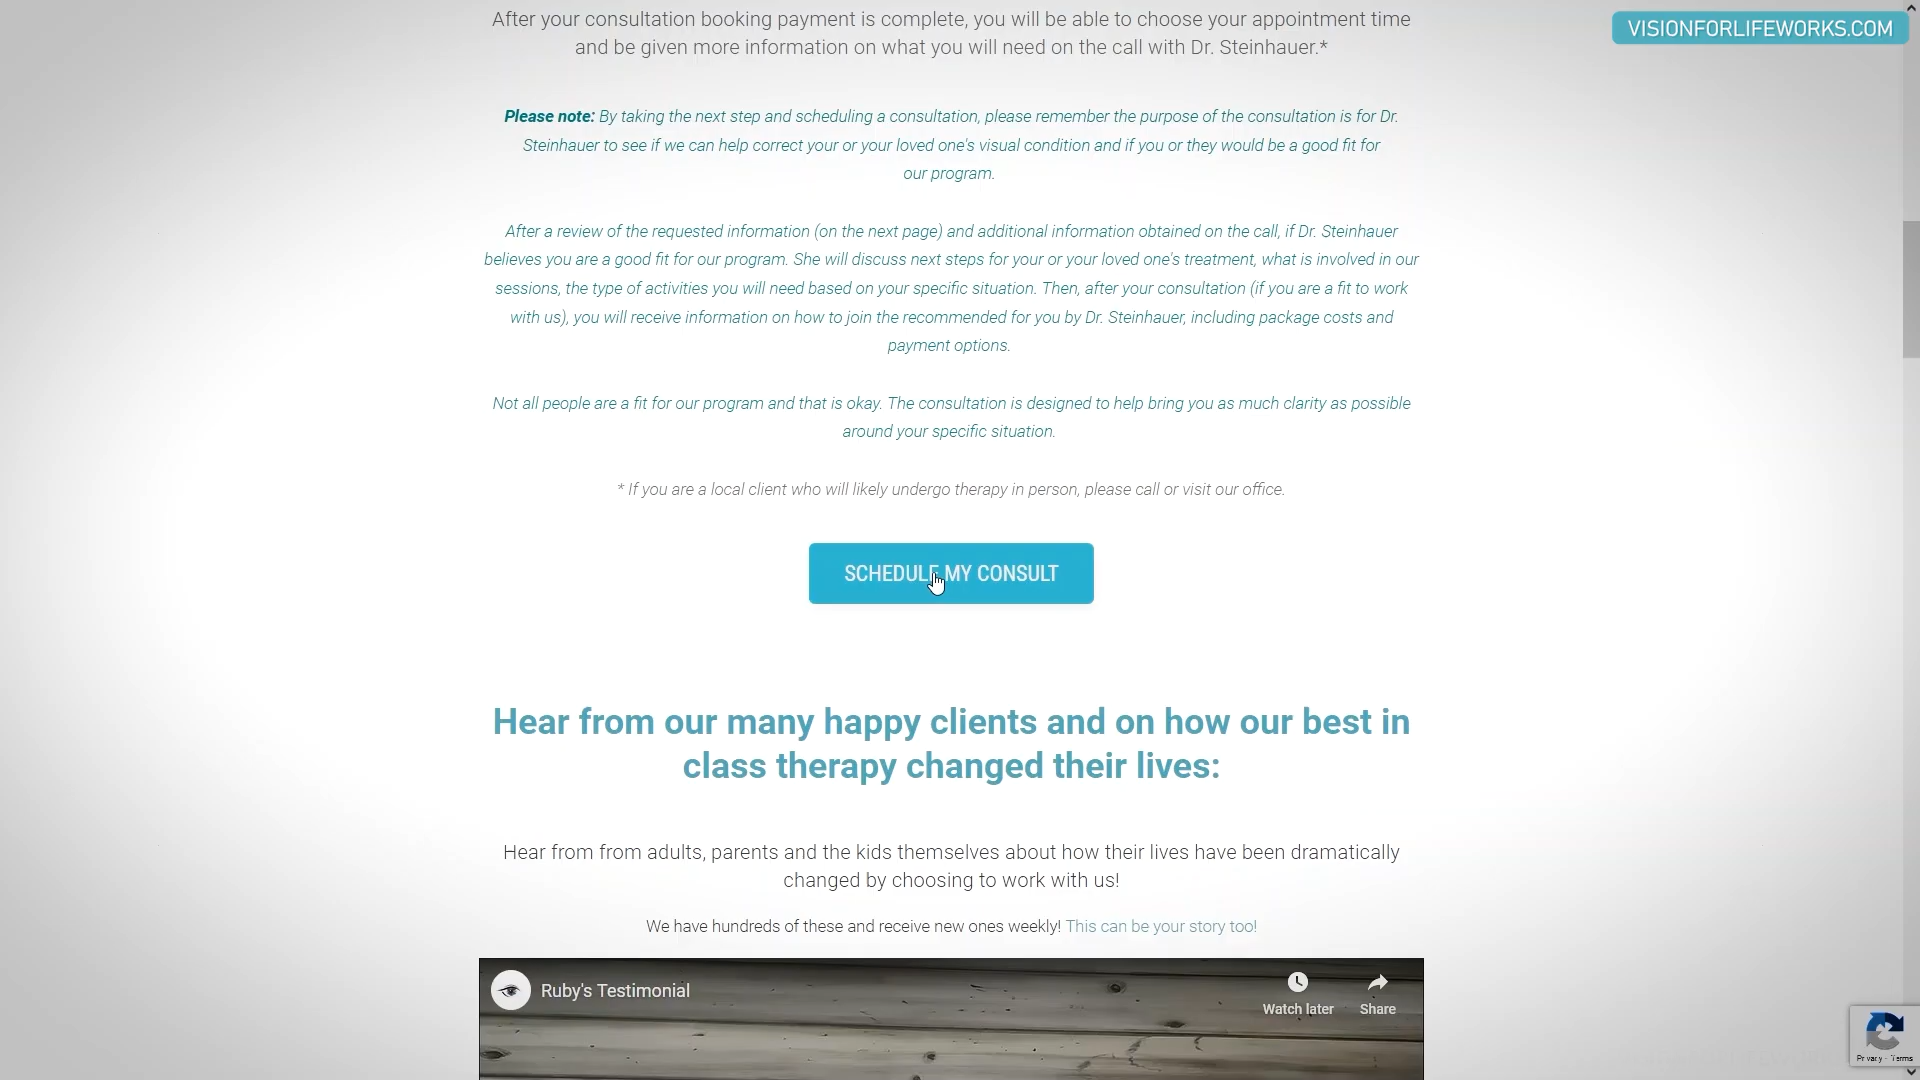 After your consultation booking payment is complete, you will be able to choose your appointment time
and be given more information on what you will need on the call with Dr. Steinhauer.*
VISIONFORLIFEWORKS.COM
Please note: By taking the next step and scheduling a consultation, please remember the purpose of the consultation is for Dr.
Steinhauer to see if we can help correct your or your loved one's visual condition and if you or they would be a good fit for
our program.
After a review of the requested information (on the next page) and additional information obtained on the call, if Dr. Steinhauer
believes you are a good fit for our program. She will discuss next steps for your or your loved one's treatment, what is involved in our
sessions, the type of activities you will need based on your specific situation. Then, after your consultation (if you are a fit to work
with us), you will receive information on how to join the recommended for you by Dr. Steinhauer, including package costs and
payment options.
Not all people are a fit for our program and that is okay. The consultation is designed to help bring you as much clarity as possible
around your specific situation.
* If you are a local client who will likely undergo therapy in person, please call or visit our office.
SCHEDULE MY CONSULT
Hear from our many happy clients and on how our best in
class therapy changed their lives:
Hear from from adults, parents and the kids themselves about how their lives have been dramatically
changed by choosing to work with us!
We have hundreds of these and receive new ones weekly! This can be your story too!
Ruby's Testimonial
Watch later
Share
Privacy - Terms